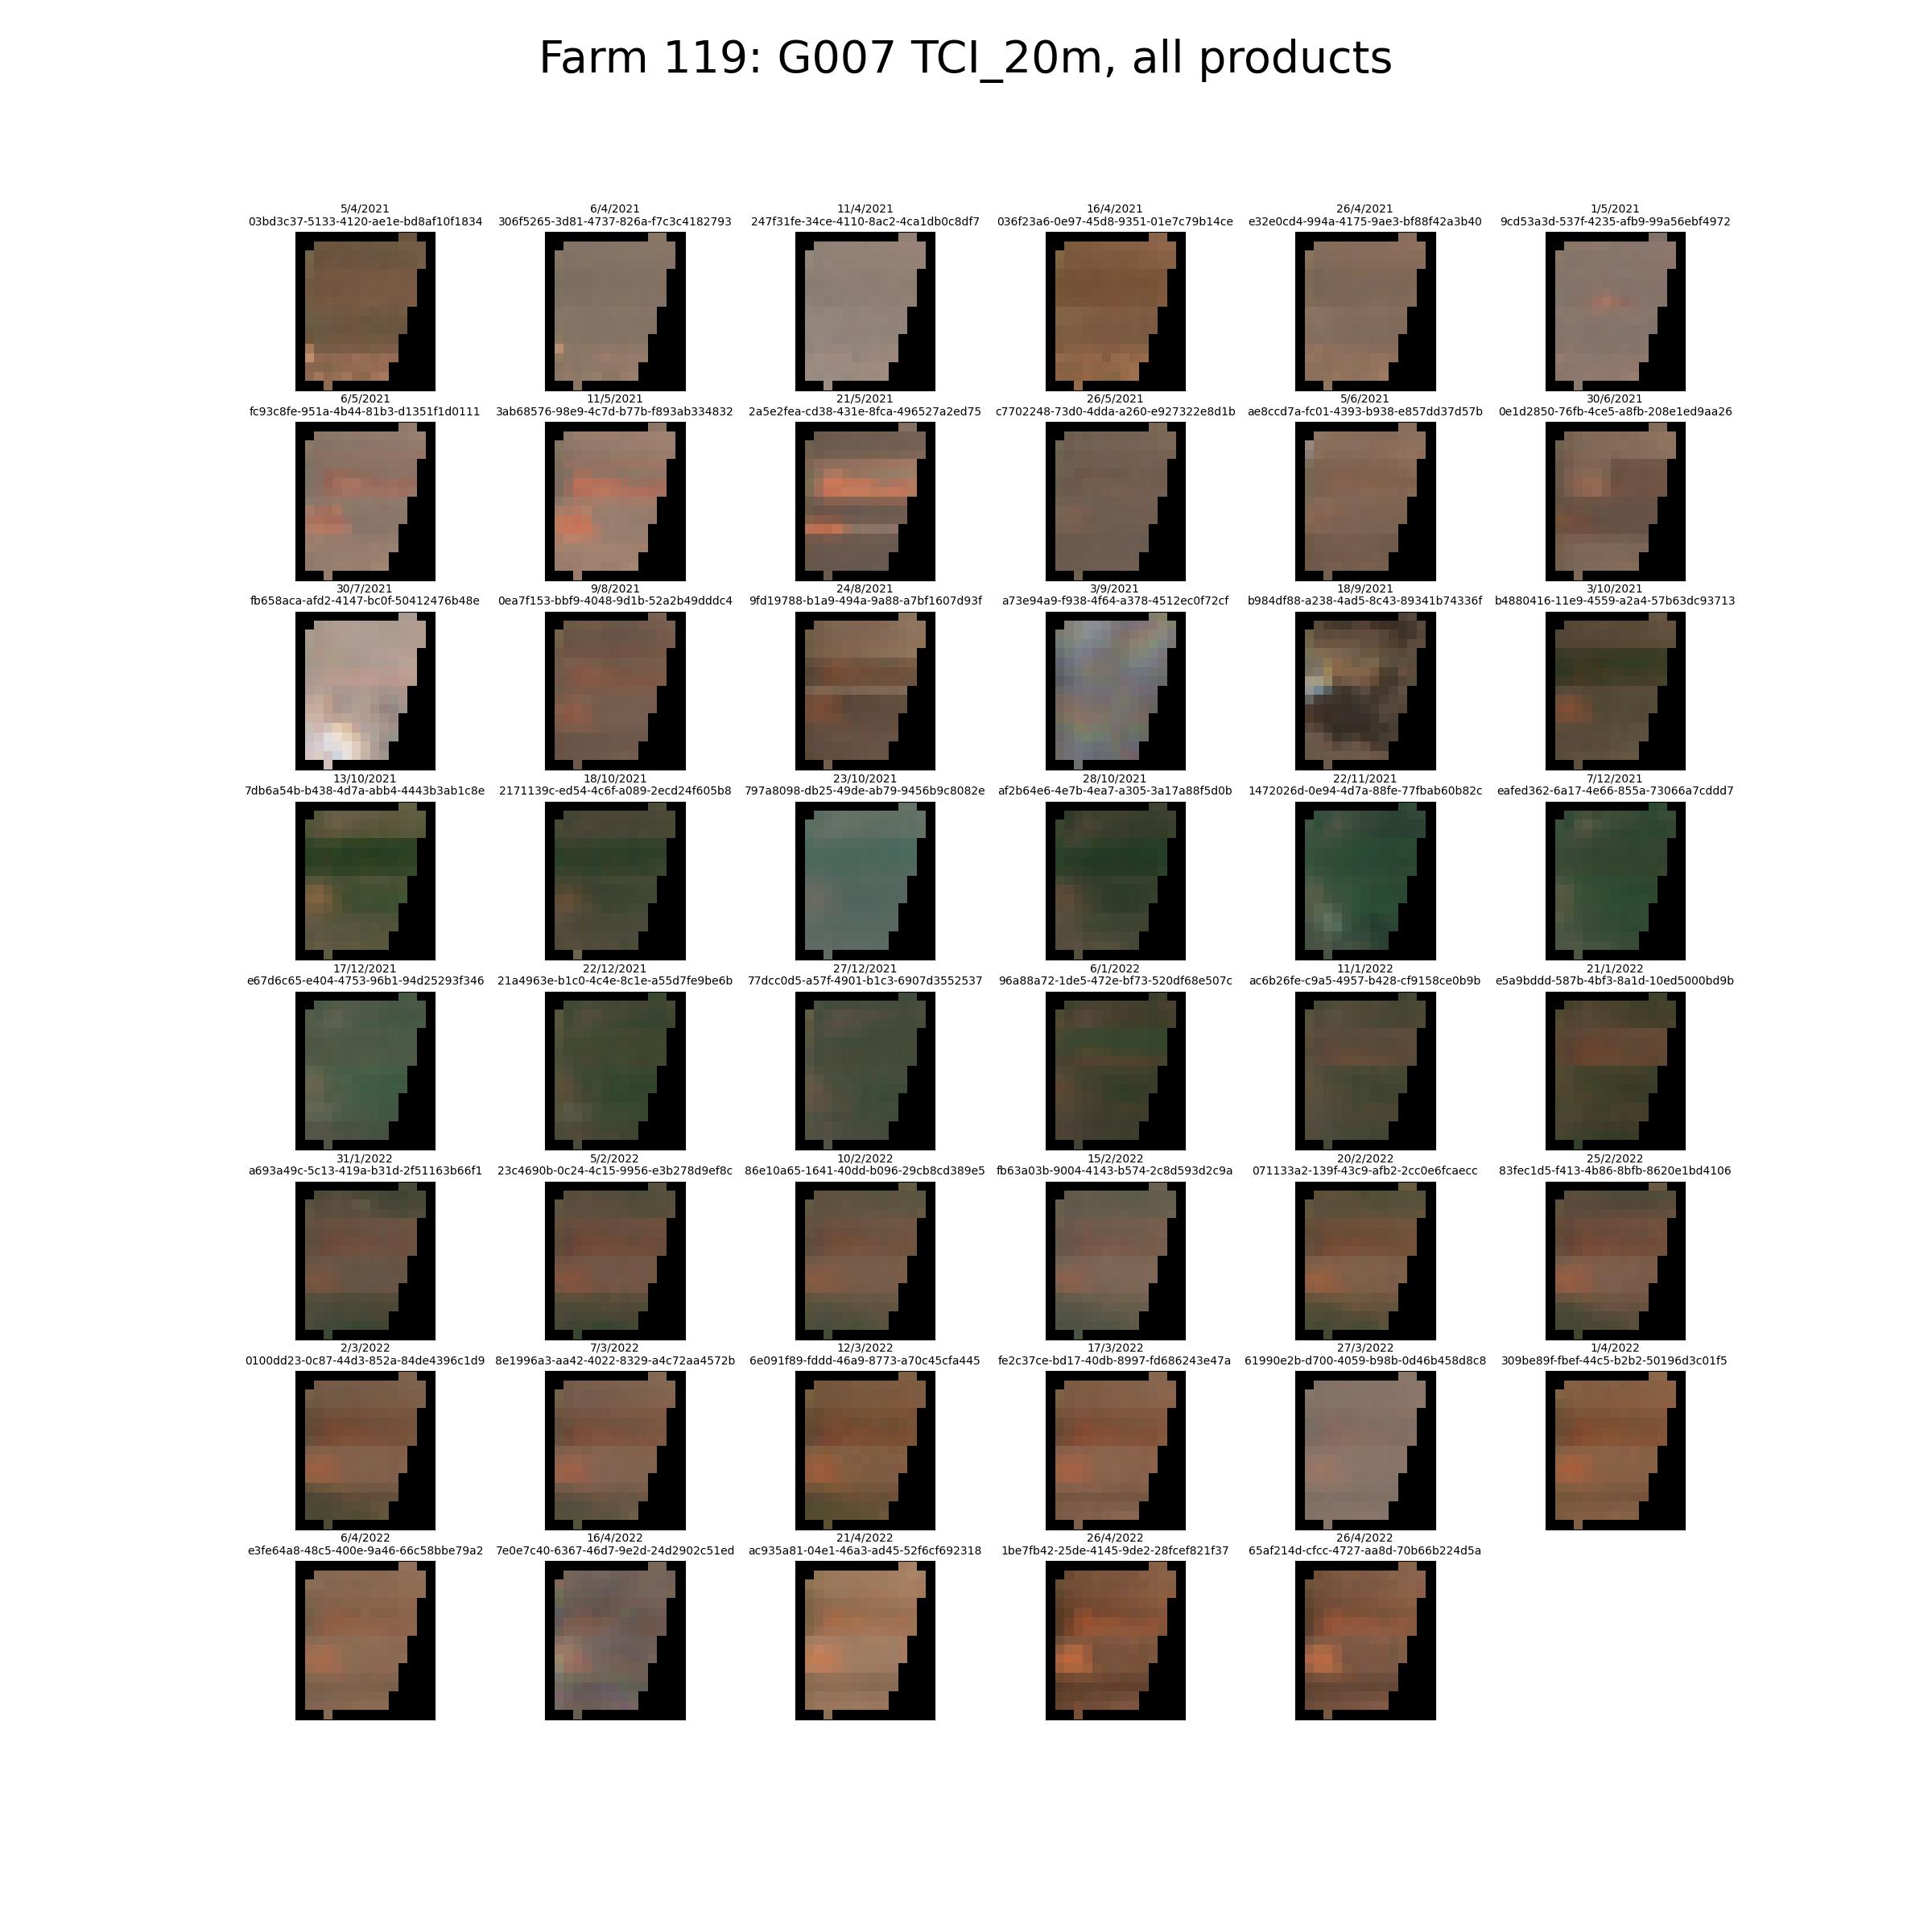 Farm 119: G007 TCI_20m, all products
5/4/2021 6/4/2021 11/4/2021 16/4/2021 26/4/2021 1/5/2021
03bd3c37-5133-4120-ae1e-bd8af10f1834 306f5265-3d81-4737-826a-f7c3c4182793 247f31fe-34ce-4110-8ac2-4ca1db0c8df7 036f23a6-0e97-45d8-9351-01e7c79b14ce e32e0cd4-994a-4175-9ae3-bf88f42a3b40 9cd53a3d-537f-4235-afb9-99a56ebf4972
6/5/2021 11/5/2021 21/5/2021 26/5/2021 5/6/2021 30/6/2021
fc93c8fe-951a-4b44-81b3-d1351f1d0111 3ab68576-98e9-4c7d-b77b-f893ab334832 2a5e2fea-cd38-431e-8fca-496527a2ed75 c7702248-73d0-4dda-a260-e927322e8d1b ae8ccd7a-fc01-4393-b938-e857dd37d57b 0e1d2850-76fb-4ce5-a8fb-208e1ed9aa26
30/7/2021 9/8/2021 24/8/2021 3/9/2021 18/9/2021 3/10/2021
fb658aca-afd2-4147-bc0f-50412476b48e 0ea7f153-bbf9-4048-9d1b-52a2b49dddc4 9fd19788-b1a9-494a-9a88-a7bf1607d93f a73e94a9-f938-4f64-a378-4512ec0f72cf b984df88-a238-4ad5-8c43-89341b74336f b4880416-11e9-4559-a2a4-57b63dc93713
13/10/2021 18/10/2021 23/10/2021 28/10/2021 22/11/2021 7/12/2021
7db6a54b-b438-4d7a-abb4-4443b3ab1c8e 2171139c-ed54-4c6f-a089-2ecd24f605b8 797a8098-db25-49de-ab79-9456b9c8082e af2b64e6-4e7b-4ea7-a305-3a17a88f5d0b 1472026d-0e94-4d7a-88fe-77fbab60b82c eafed362-6a17-4e66-855a-73066a7cddd7
17/12/2021 22/12/2021 27/12/2021 6/1/2022 11/1/2022 21/1/2022
e67d6c65-e404-4753-96b1-94d25293f346 21a4963e-b1c0-4c4e-8c1e-a55d7fe9be6b 77dcc0d5-a57f-4901-b1c3-6907d3552537 96a88a72-1de5-472e-bf73-520df68e507c ac6b26fe-c9a5-4957-b428-cf9158ce0b9b e5a9bddd-587b-4bf3-8a1d-10ed5000bd9b
31/1/2022 5/2/2022 10/2/2022 15/2/2022 20/2/2022 25/2/2022
a693a49c-5c13-419a-b31d-2f51163b66f1 23c4690b-0c24-4c15-9956-e3b278d9ef8c 86e10a65-1641-40dd-b096-29cb8cd389e5 fb63a03b-9004-4143-b574-2c8d593d2c9a 071133a2-139f-43c9-afb2-2cc0e6fcaecc 83fec1d5-f413-4b86-8bfb-8620e1bd4106
2/3/2022 7/3/2022 12/3/2022 17/3/2022 27/3/2022 1/4/2022
0100dd23-0c87-44d3-852a-84de4396c1d9 8e1996a3-aa42-4022-8329-a4c72aa4572b 6e091f89-fddd-46a9-8773-a70c45cfa445 fe2c37ce-bd17-40db-8997-fd686243e47a 61990e2b-d700-4059-b98b-0d46b458d8c8 309be89f-fbef-44c5-b2b2-50196d3c01f5
6/4/2022 16/4/2022 21/4/2022 26/4/2022 26/4/2022
e3fe64a8-48c5-400e-9a46-66c58bbe79a2 7e0e7c40-6367-46d7-9e2d-24d2902c51ed ac935a81-04e1-46a3-ad45-52f6cf692318 1be7fb42-25de-4145-9de2-28fcef821f37 65af214d-cfcc-4727-aa8d-70b66b224d5a